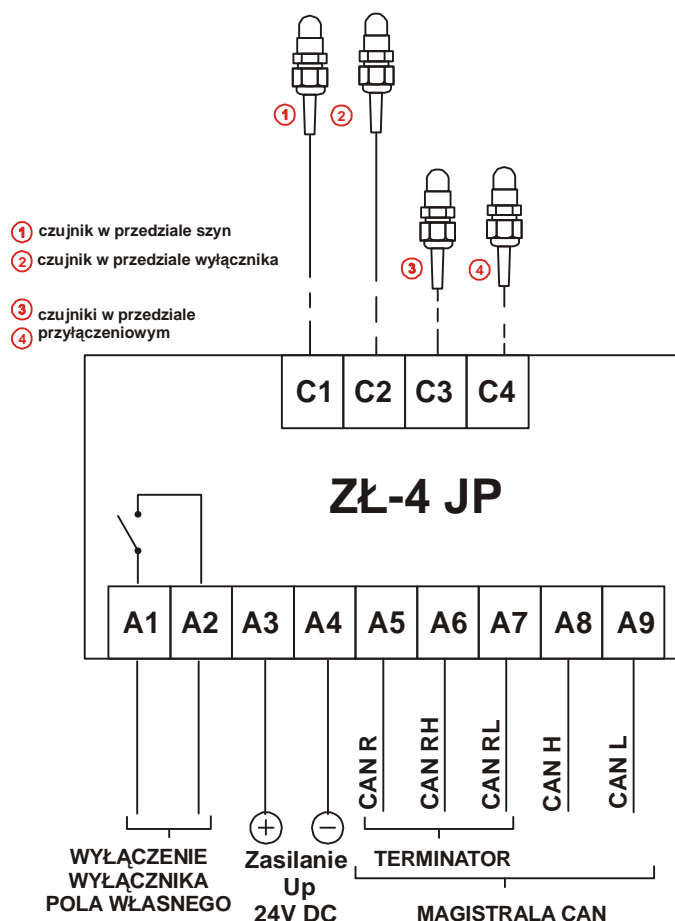 1 2
1 czujnik w przedziale szyn
2 czujnik w przedziale wyłącznika
3 4
3 czujniki w przedziale
4 przyłączeniowym
C1 C2 C3 C4
ZŁ-4 JP
A1 A2 A3 A4 A5 A6 A7 A8 A9
CAN R
CAN RH
CAN RL
CAN H
CAN L
+ −
WYŁĄCZENIE
WYŁĄCZNIKA
POLA WŁASNEGO
Zasilanie
Up
24V DC
TERMINATOR
MAGISTRALA CAN